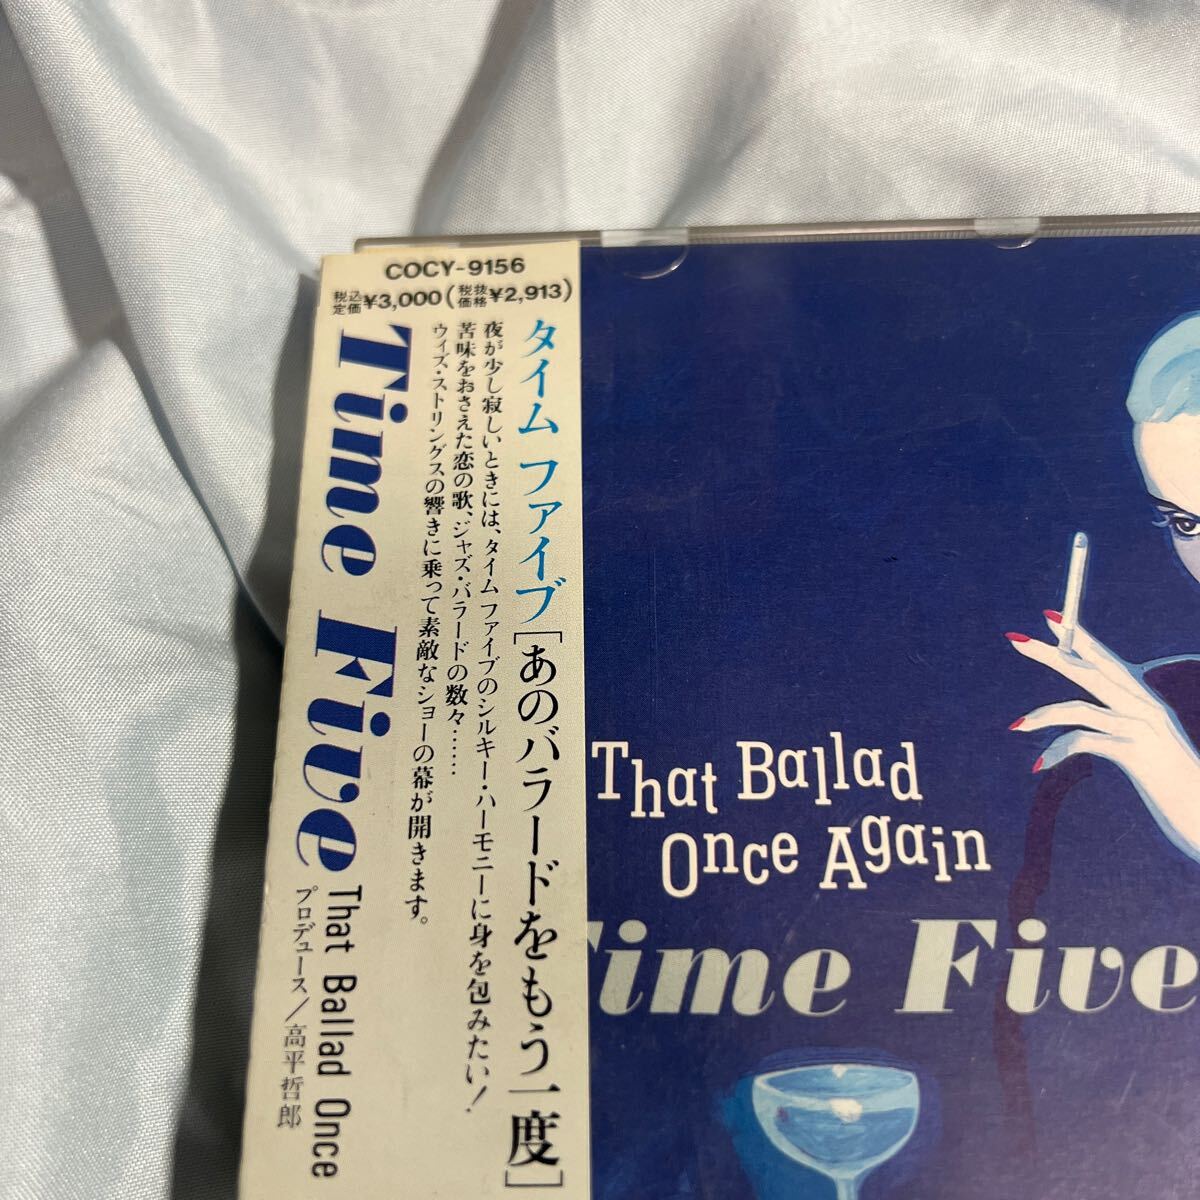 COCY-9156
税込定価¥3,000(税抜価格¥2,913)
タイム ファイブ[あのバラードをもう一度]
夜が少し寂しいときには、タイム ファイブのシルキー・ハーモニーに身を包みたい!
苦味をおさえた恋の歌、ジャズ・バラードの数々……
ウィズ・ストリングスの響きに乗って素敵なショーの幕が開きます。
Time Five
That Ballad Once
プロデュース/高平哲郎
That Ballad
Once Again
Time Five